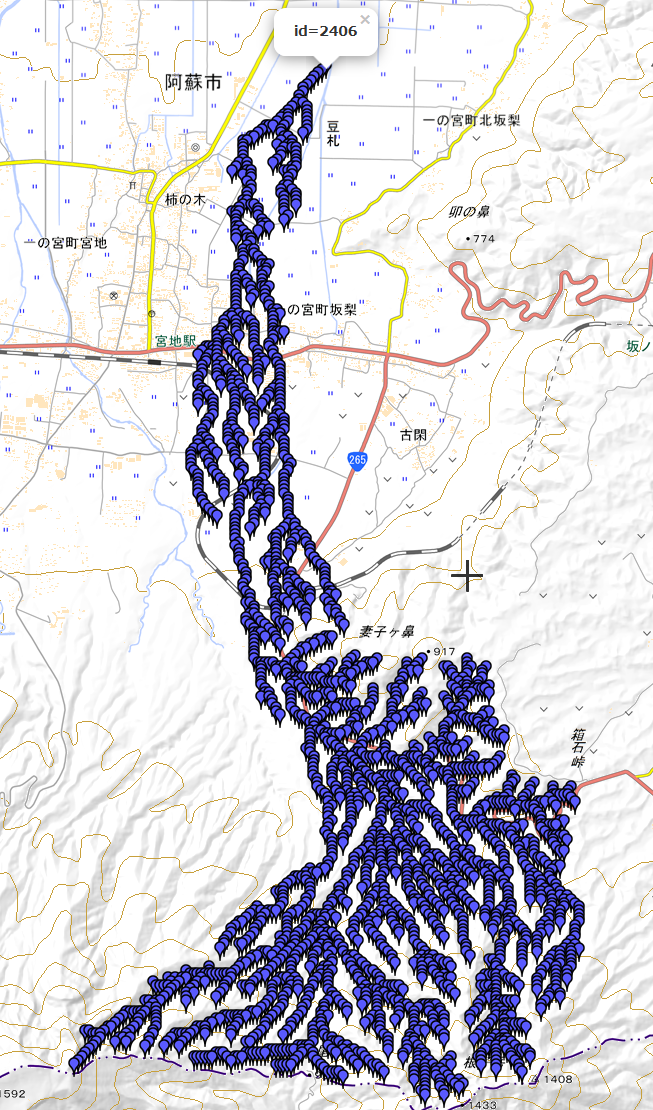 id=2406
×
阿蘇市
豆札
一の宮町北坂梨
柿の木
卯の鼻
774
一の宮町宮地
の宮町坂梨
宮地駅
坂ノ
古閑
265
妻子ヶ鼻
917
箱石峠
根
1408
1592
1433